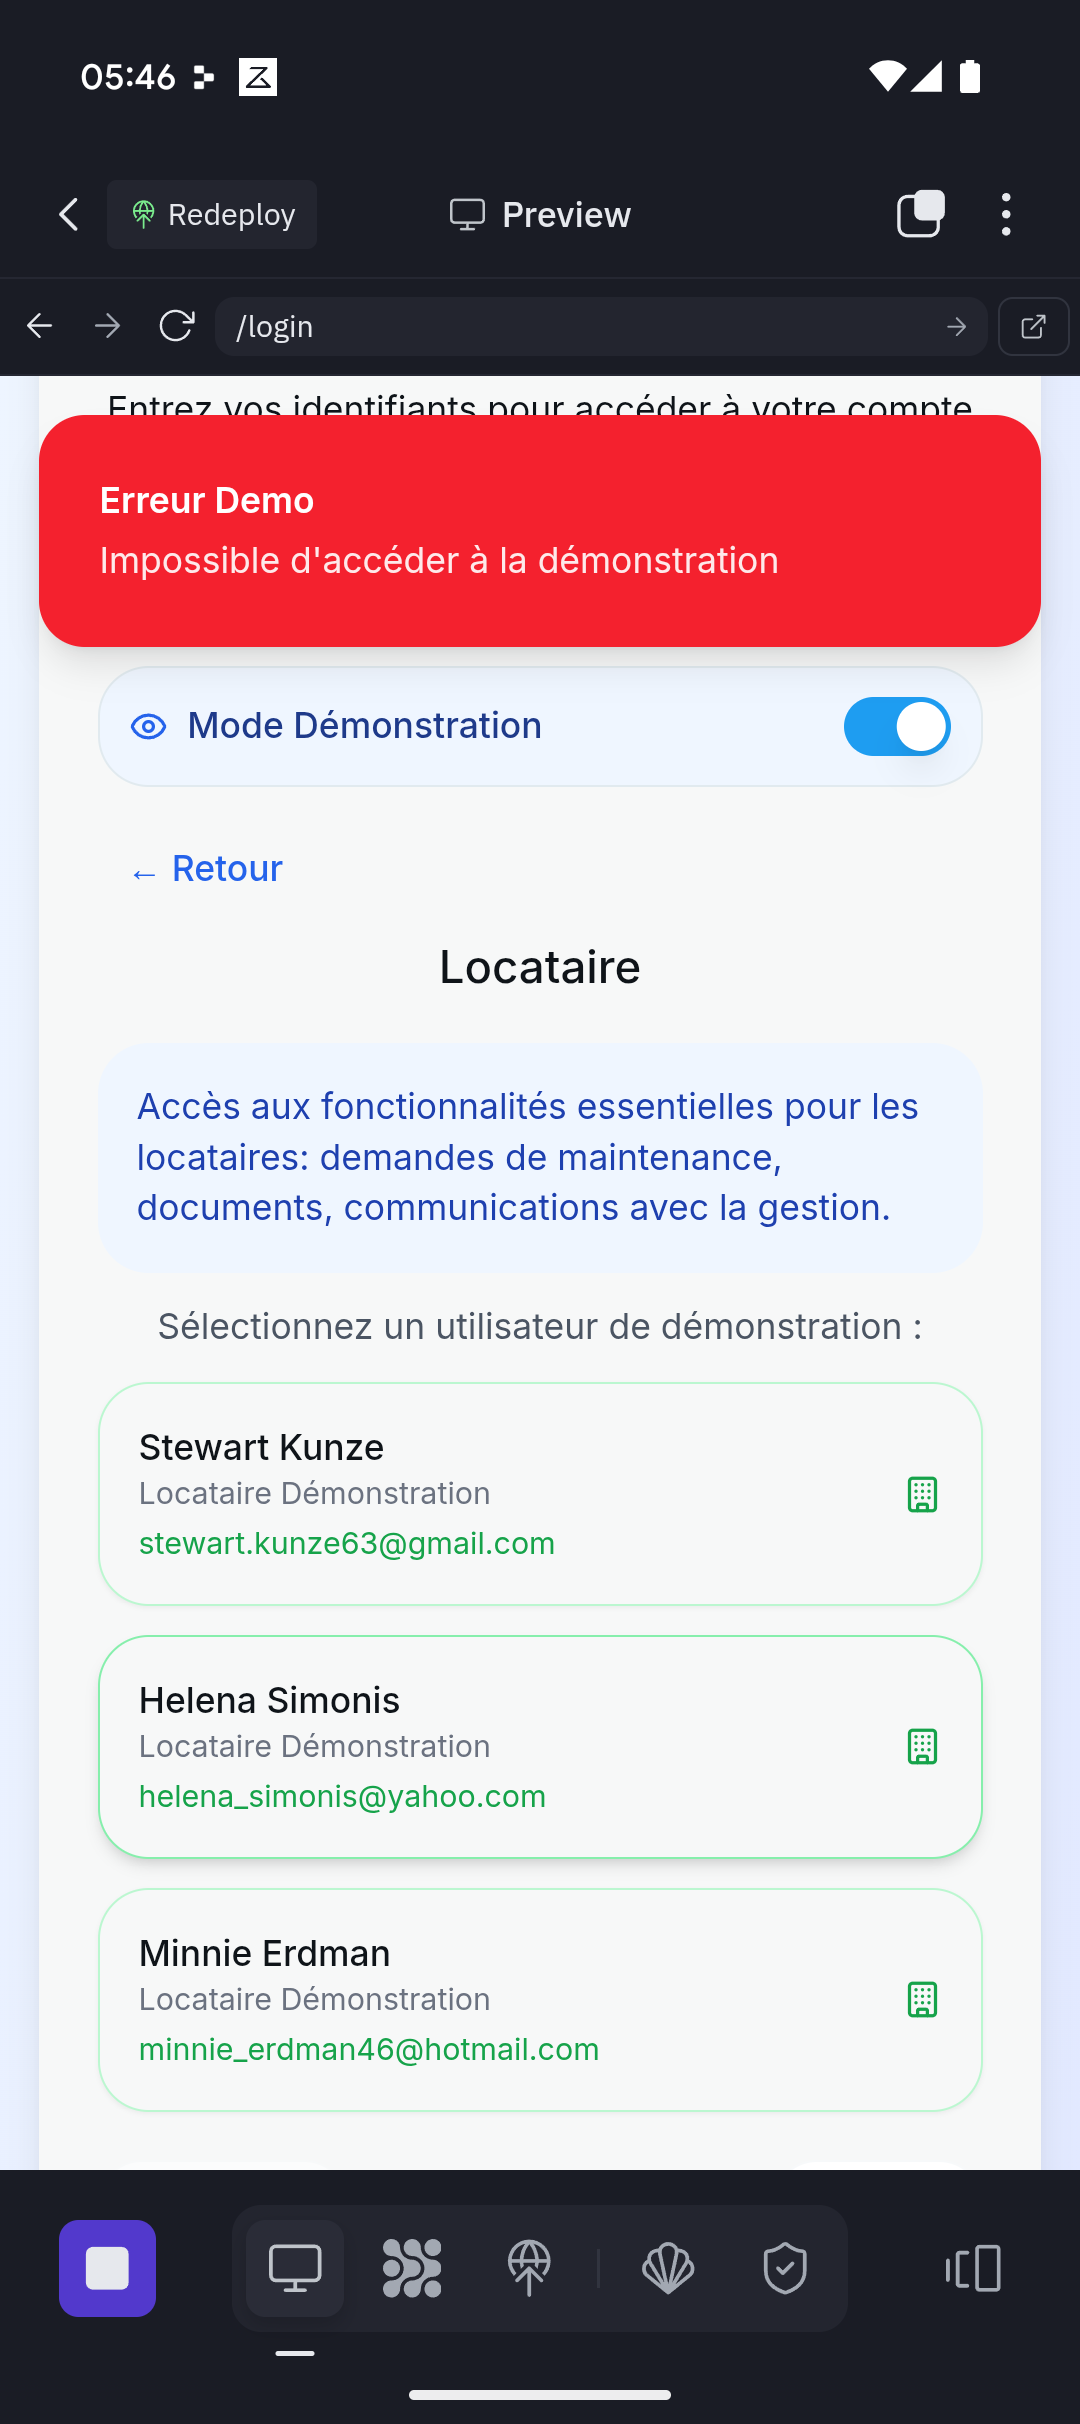 05:46
Redeploy
Preview
/login
Entrez vos identifiants pour accéder à votre compte
Erreur Demo
Impossible d'accéder à la démonstration
Mode Démonstration
← Retour
Locataire
Accès aux fonctionnalités essentielles pour les
locataires: demandes de maintenance,
documents, communications avec la gestion.
Sélectionnez un utilisateur de démonstration :
Stewart Kunze
Locataire Démonstration
stewart.kunze63@gmail.com
Helena Simonis
Locataire Démonstration
helena_simonis@yahoo.com
Minnie Erdman
Locataire Démonstration
minnie_erdman46@hotmail.com